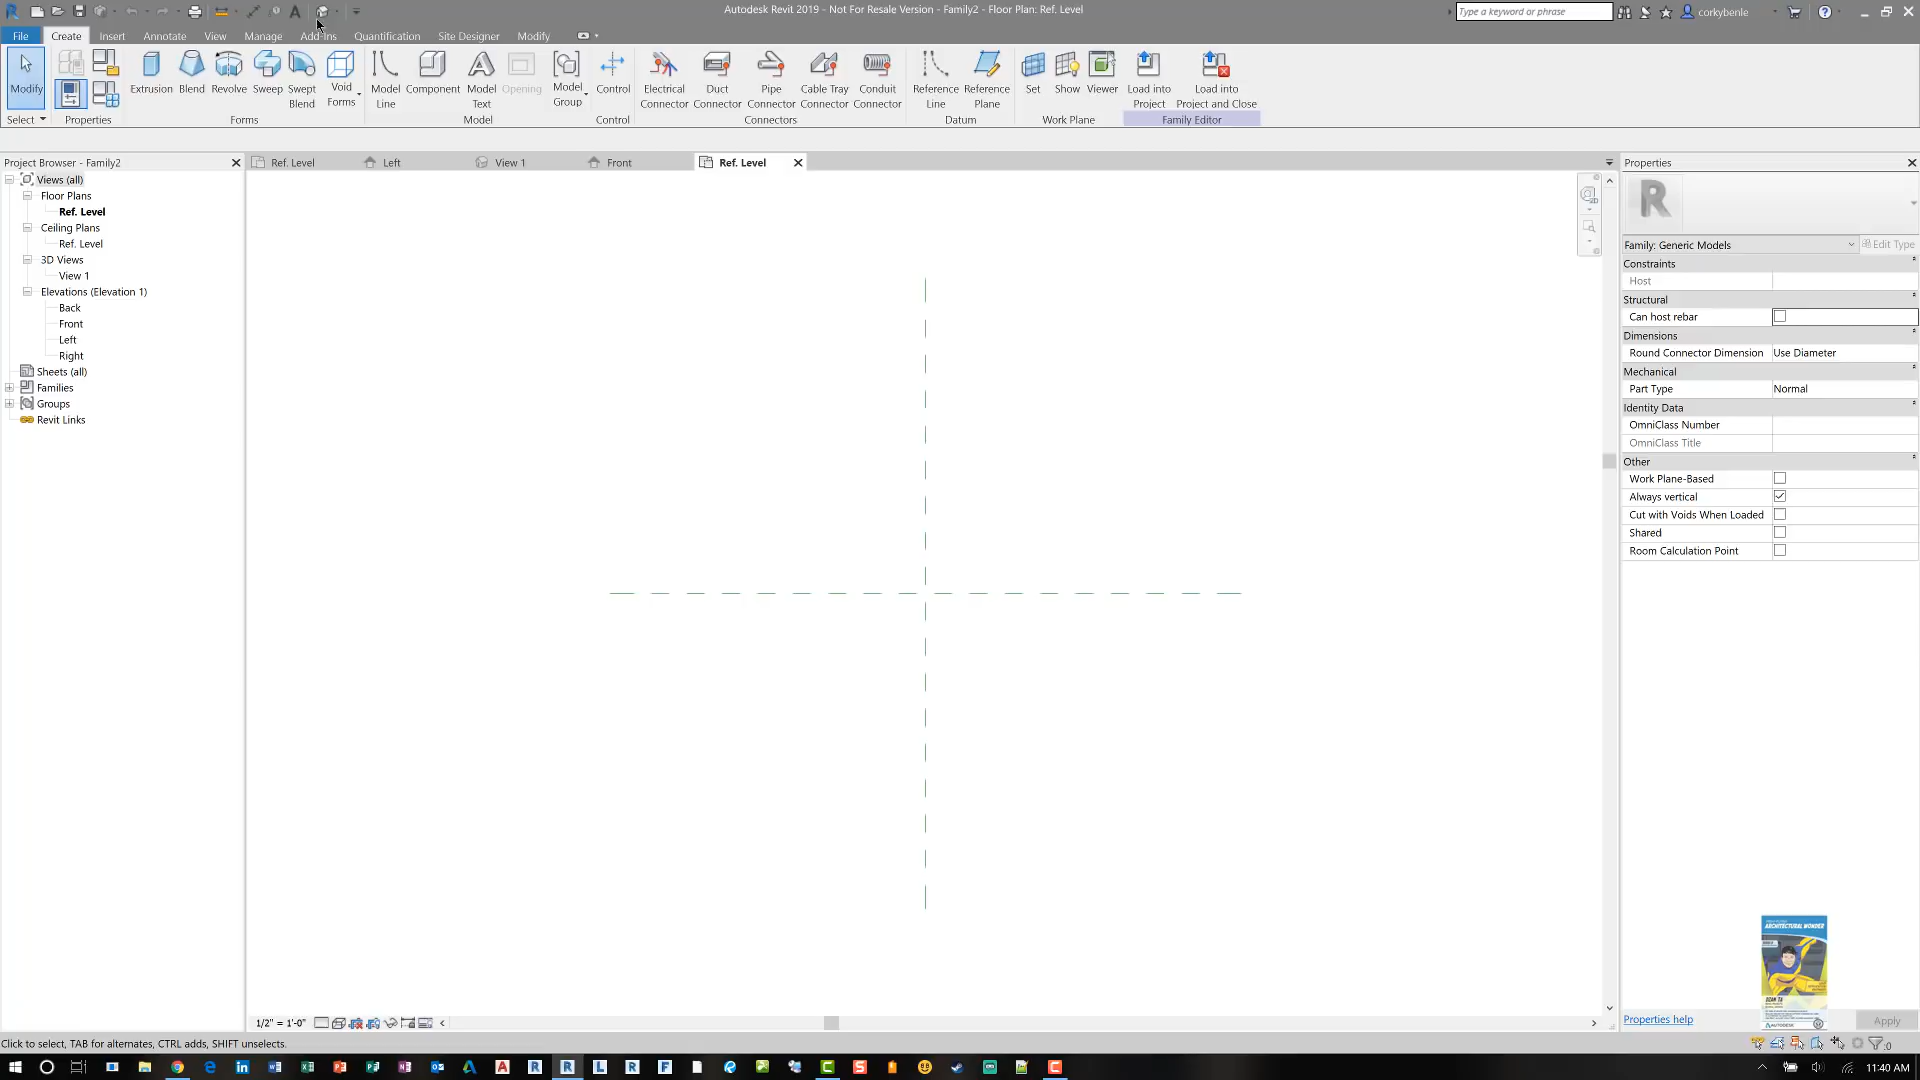 Autodesk Revit 2019 - Not For Resale Version - Family2 - Floor Plan: Ref. Level
Type a keyword or phrase
corkybenle
File Create Insert Annotate View Manage Add-Ins Quantification Site Designer Modify
Modify
Extrusion Blend Revolve Sweep Swept Blend Void Forms
Model Line Component Model Text Opening Model Group
Control
Electrical Connector Duct Connector Pipe Connector Cable Tray Connector Conduit Connector
Reference Line Reference Plane
Set Show Viewer
Load into Project Load into Project and Close
Select Properties Forms Model Control Connectors Datum Work Plane Family Editor
Project Browser - Family2
Views (all)
Floor Plans
Ref. Level
Ceiling Plans
Ref. Level
3D Views
View 1
Elevations (Elevation 1)
Back
Front
Left
Right
Sheets (all)
Families
Groups
Revit Links
Ref. Level Left View 1 Front Ref. Level
Properties
Family: Generic Models Edit Type
Constraints
Host
Structural
Can host rebar
Dimensions
Round Connector Dimension Use Diameter
Mechanical
Part Type Normal
Identity Data
OmniClass Number
OmniClass Title
Other
Work Plane-Based
Always vertical
Cut with Voids When Loaded
Shared
Room Calculation Point
ARCHITECTURAL WONDER
AUTODESK
Properties help Apply
1/2" = 1'-0"
Click to select, TAB for alternates, CTRL adds, SHIFT unselects.
:0
11:40 AM